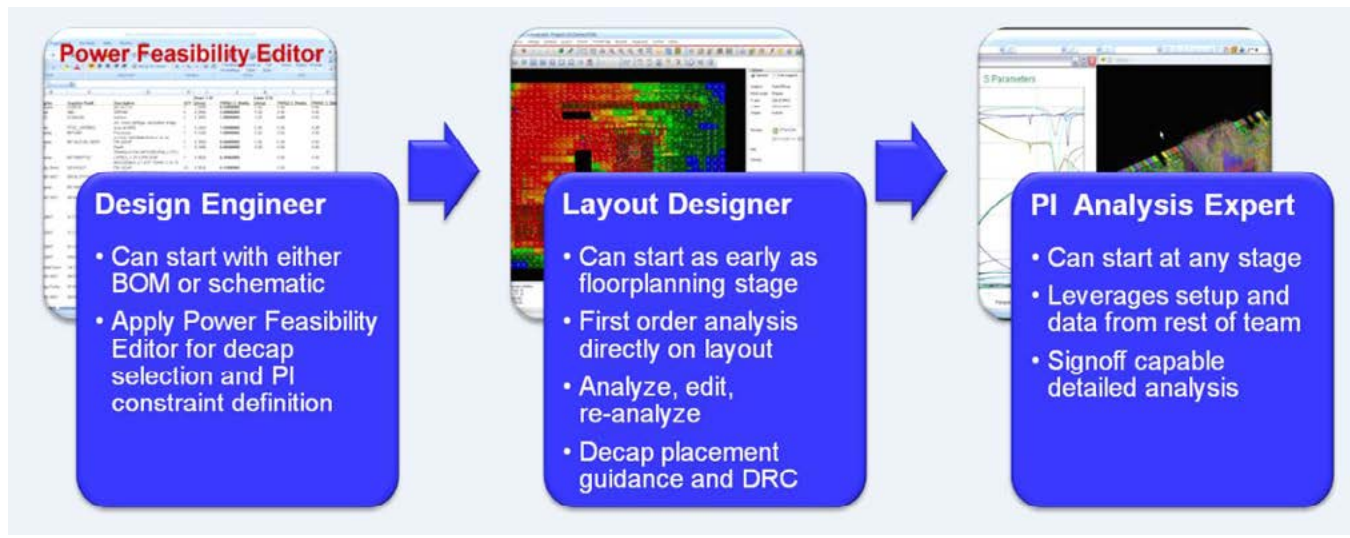 Power Feasibility Editor
S Parameters
Design Engineer
• Can start with either
BOM or schematic
• Apply Power Feasibility
Editor for decap
selection and PI
constraint definition
Layout Designer
• Can start as early as
floorplanning stage
• First order analysis
directly on layout
• Analyze, edit,
re-analyze
• Decap placement
guidance and DRC
PI Analysis Expert
• Can start at any stage
• Leverages setup and
data from rest of team
• Signoff capable
detailed analysis